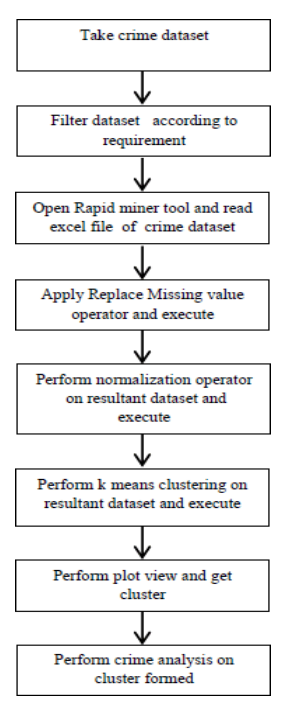 Take crime dataset
Filter dataset according to
requirement
Open Rapid miner tool and read
excel file of crime dataset
Apply Replace Missing value
operator and execute
Perform normalization operator
on resultant dataset and
execute
Perform k means clustering on
resultant dataset and execute
Perform plot view and get
cluster
Perform crime analysis on
cluster formed